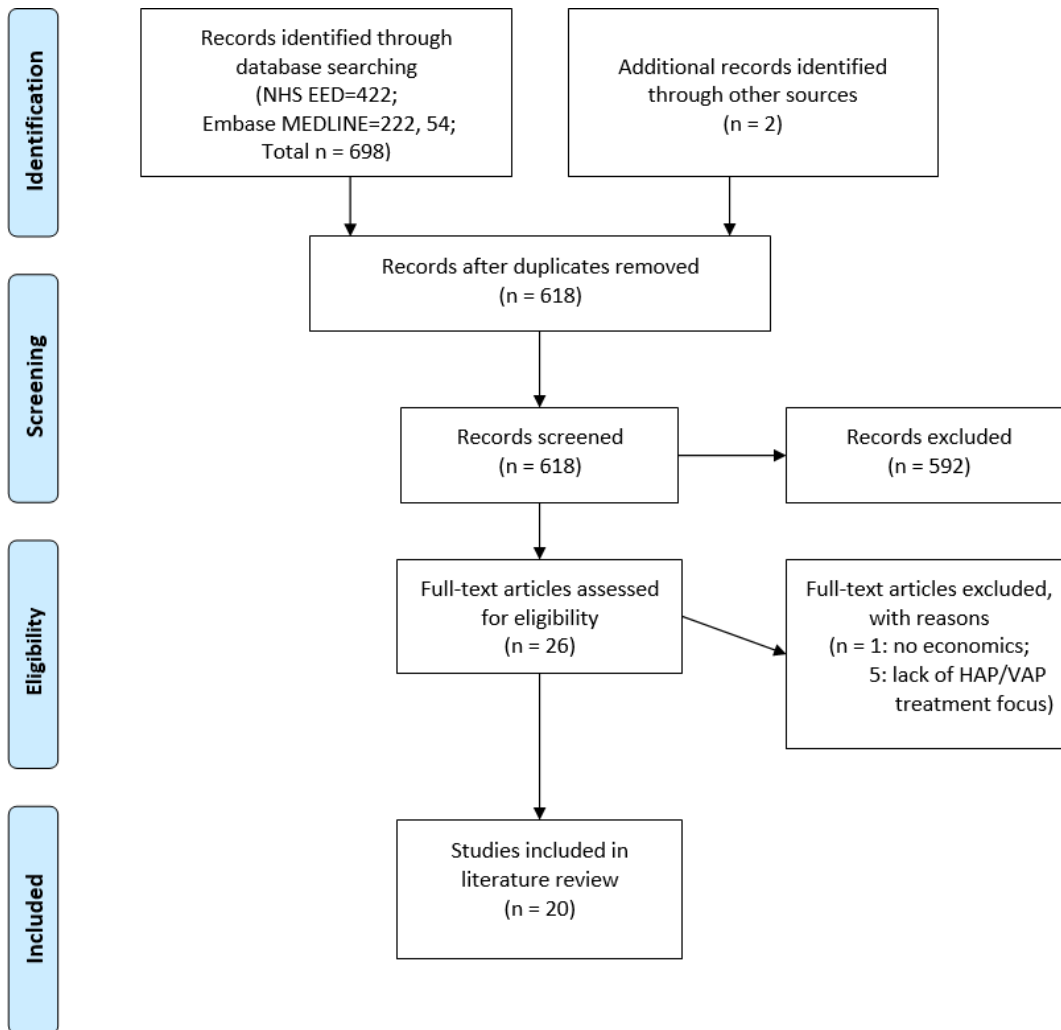 Identification
Records identified through
database searching
(NHS EED=422;
Embase MEDLINE=222, 54;
Total n = 698)
Additional records identified
through other sources
(n = 2)
Records after duplicates removed
(n = 618)
Screening
Records screened
(n = 618)
Records excluded
(n = 592)
Eligibility
Full-text articles assessed
for eligibility
(n = 26)
Full-text articles excluded,
with reasons
(n = 1: no economics;
5: lack of HAP/VAP
treatment focus)
Included
Studies included in
literature review
(n = 20)